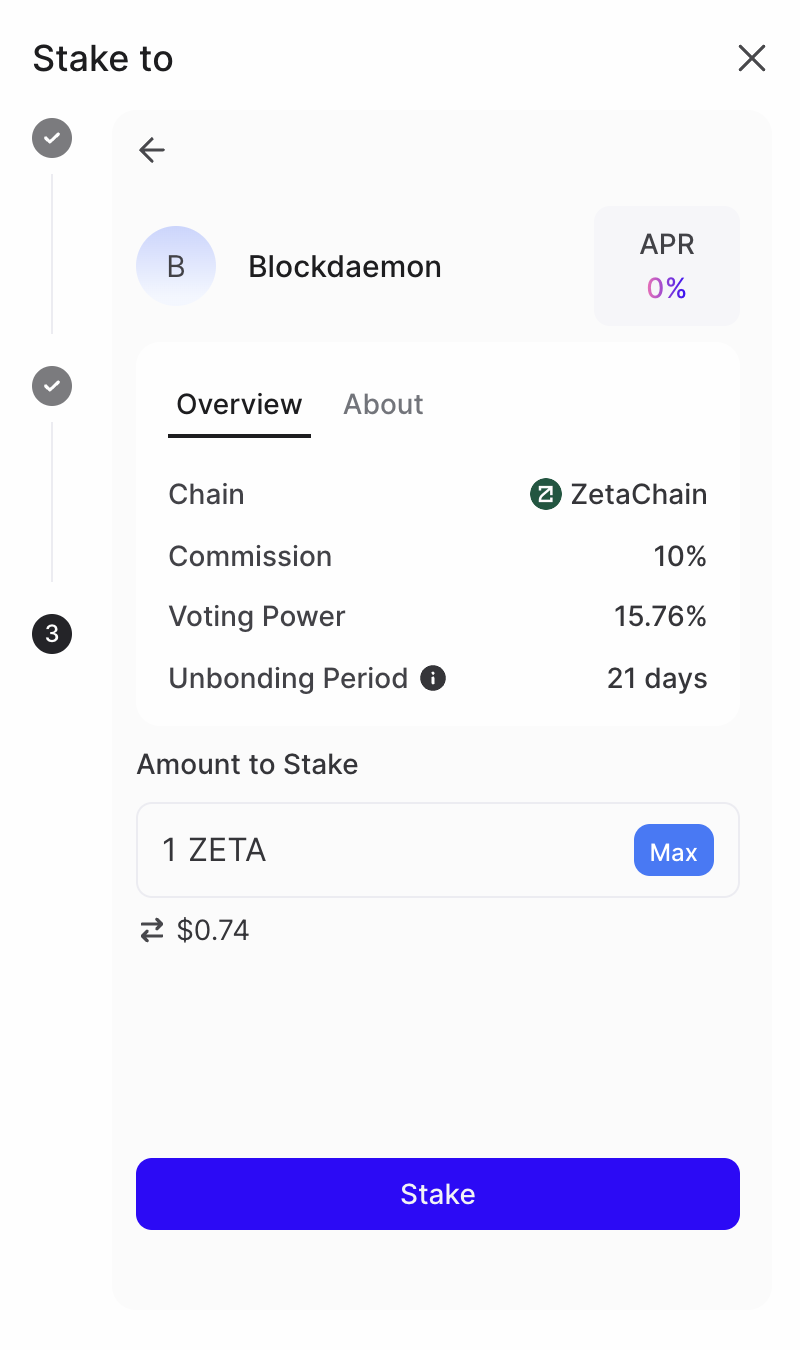 Stake to
B
Blockdaemon
APR
0%
Overview About
Chain ZetaChain
Commission 10%
Voting Power 15.76%
3
Unbonding Period 21 days
Amount to Stake
1 ZETA Max
$0.74
Stake